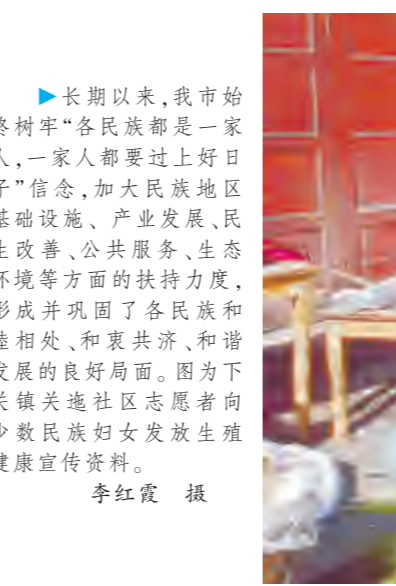 ▶长期以来,我市始
终树牢“各民族都是一家
人,一家人都要过上好日
子”信念,加大民族地区
基础设施、产业发展、民
生改善、公共服务、生态
环境等方面的扶持力度,
形成并巩固了各民族和
睦相处、和衷共济、和谐
发展的良好局面。图为下
关镇关迤社区志愿者向
少数民族妇女发放生殖
健康宣传资料。
李红霞 摄